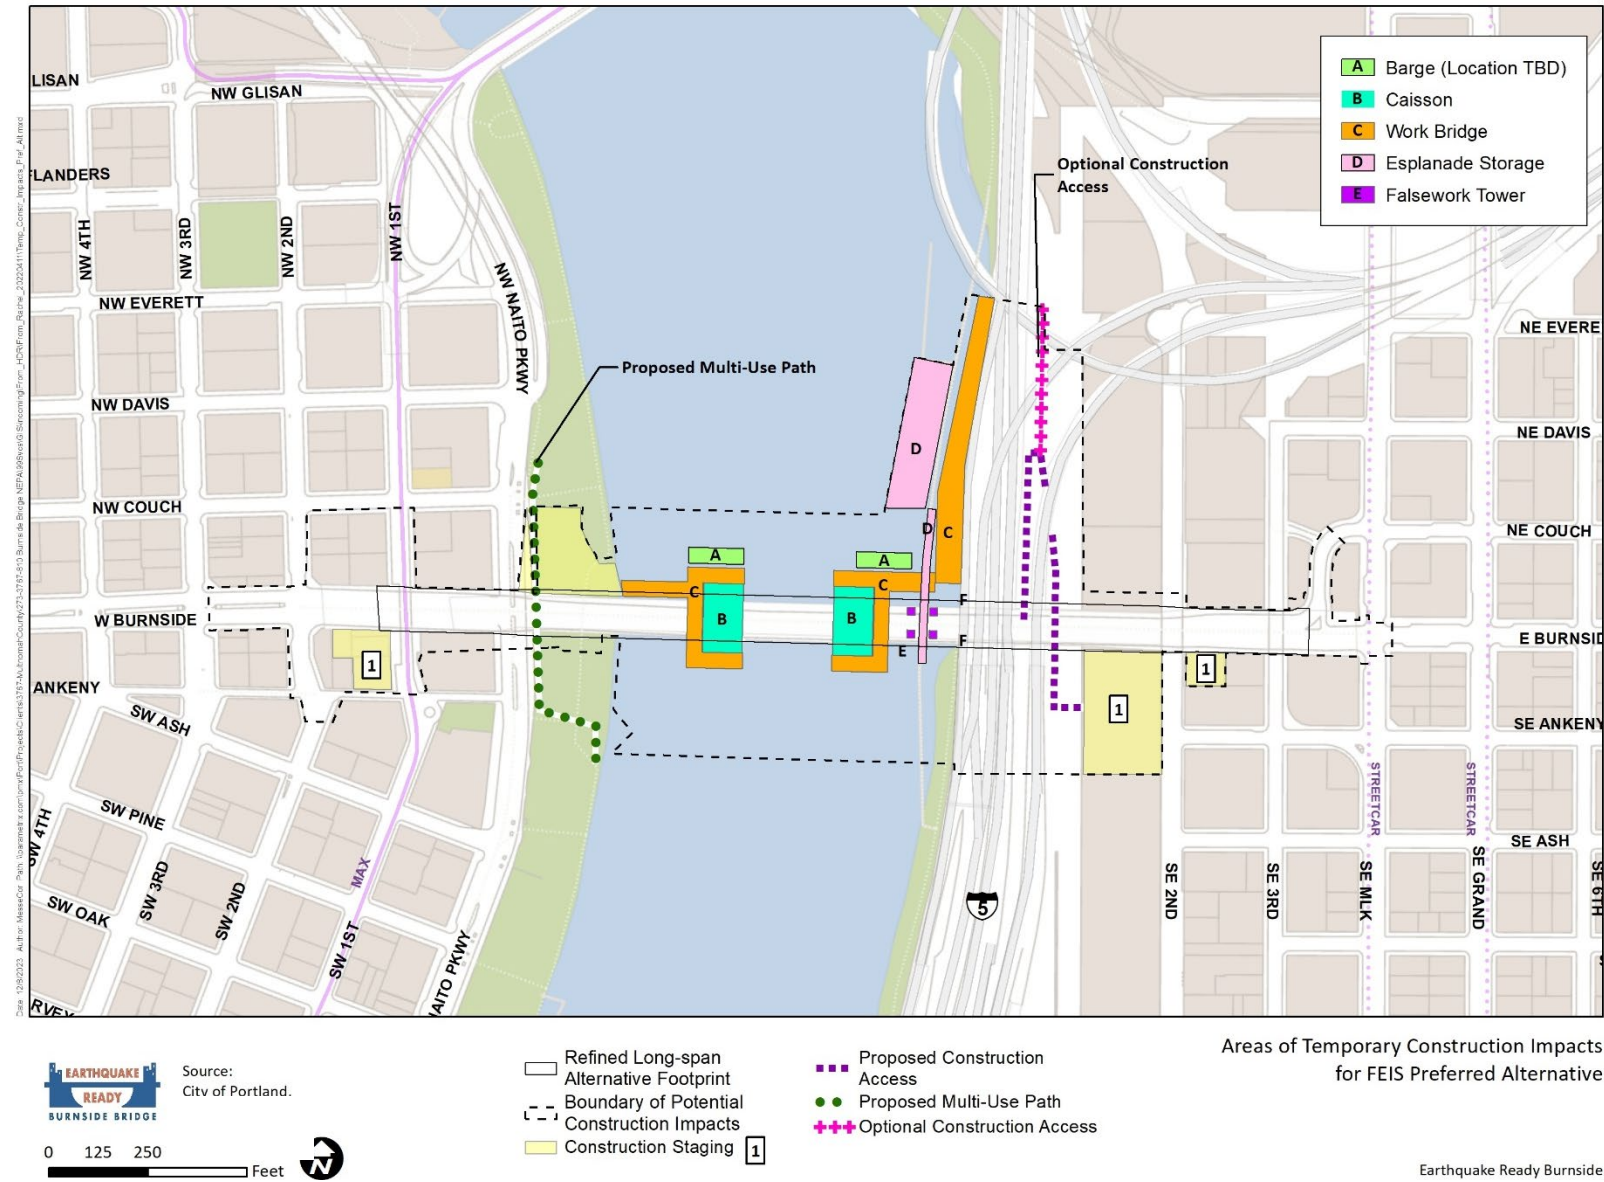 A Barge (Location TBD)
B Caisson
C Work Bridge
D Esplanade Storage
E Falsework Tower
LISAN
NW GLISAN
FLANDERS
NW 4TH
NW 3RD
NW 2ND
NW 1ST
NW NAITO PKWY
NW EVERETT
NW DAVIS
NW COUCH
W BURNSIDE
ANKENY
SW ASH
SW PINE
SW OAK
SW 4TH
SW 3RD
SW 2ND
SW 1ST
MAX
NAITO PKWY
Optional Construction
Access
Proposed Multi-Use Path
D
D
C
A
A
C
C
B
B
E
F
F
1
1
1
5
NE EVERE
NE DAVIS
NE COUCH
E BURNSID
SE ANKENY
SE ASH
STREETCAR
STREETCAR
SE 2ND
SE 3RD
SE MLK
SE GRAND
SE 6TH
EARTHQUAKE
READY
BURNSIDE BRIDGE
Source:
City of Portland.
0 125 250
Feet
N
Refined Long-span
Alternative Footprint
Boundary of Potential
Construction Impacts
Construction Staging 1
Proposed Construction
Access
Proposed Multi-Use Path
Optional Construction Access
Areas of Temporary Construction Impacts
for FEIS Preferred Alternative
Earthquake Ready Burnside